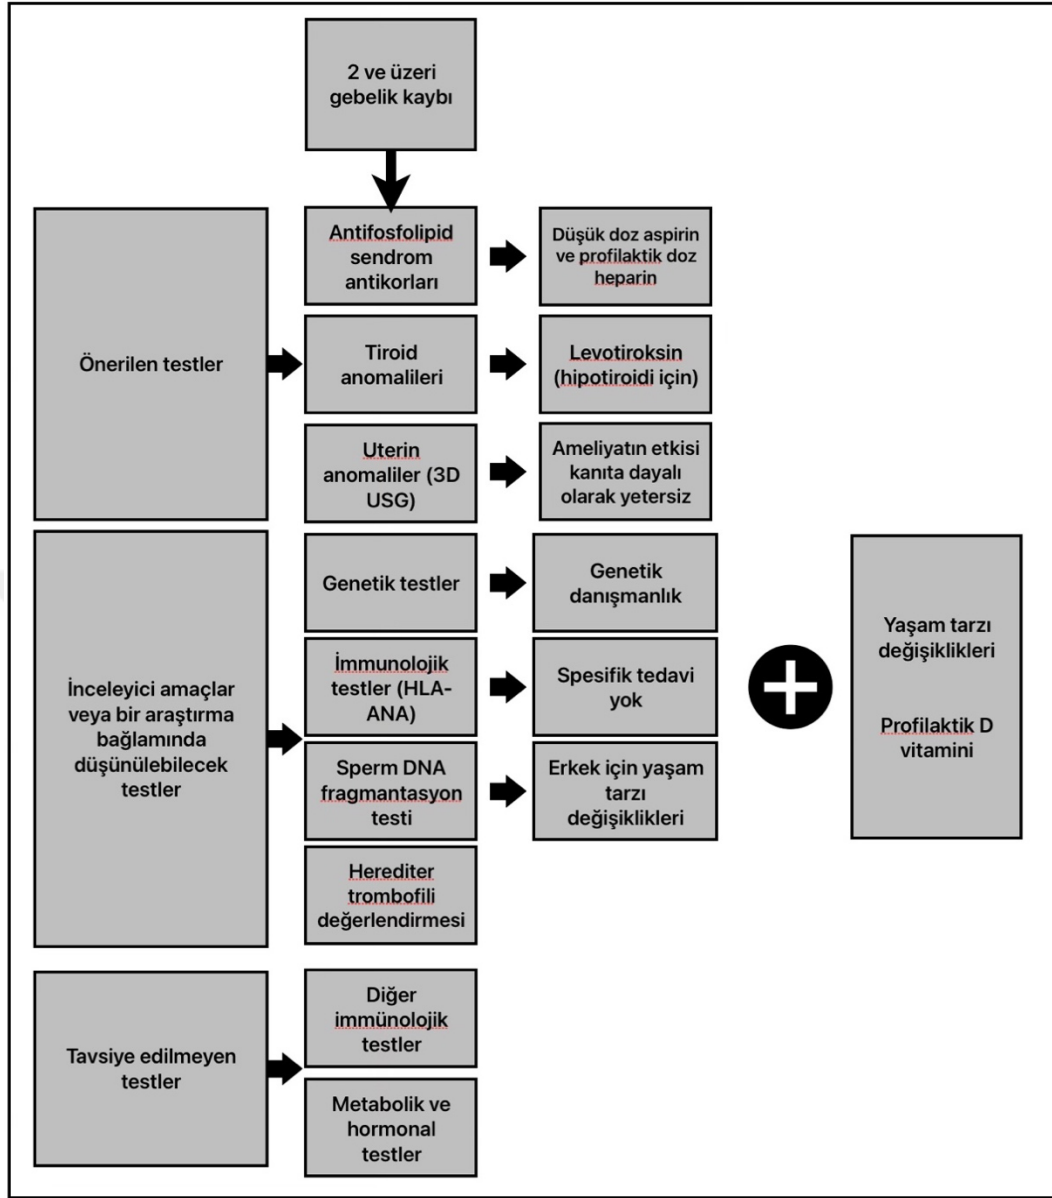 2 ve üzeri
gebelik kaybı
Önerilen testler
Antifosfolipid
sendrom
antikorları
Düşük doz aspirin
ve profilaktik doz
heparin
Tiroid
anomalileri
Levotiroksin
(hipotiroidi için)
Uterin
anomaliler (3D
USG)
Ameliyatın etkisi
kanıta dayalı
olarak yetersiz
İnceleyici amaçlar
veya bir araştırma
bağlamında
düşünülebilecek
testler
Genetik testler
Genetik
danışmanlık
İmmunolojik
testler (HLA-
ANA)
Spesifik tedavi
yok
Sperm DNA
fragmantasyon
testi
Erkek için yaşam
tarzı
değişiklikleri
Herediter
trombofili
değerlendirmesi
Yaşam tarzı
değişiklikleri
Profilaktik D
vitamini
Tavsiye edilmeyen
testler
Diğer
immünolojik
testler
Metabolik ve
hormonal
testler